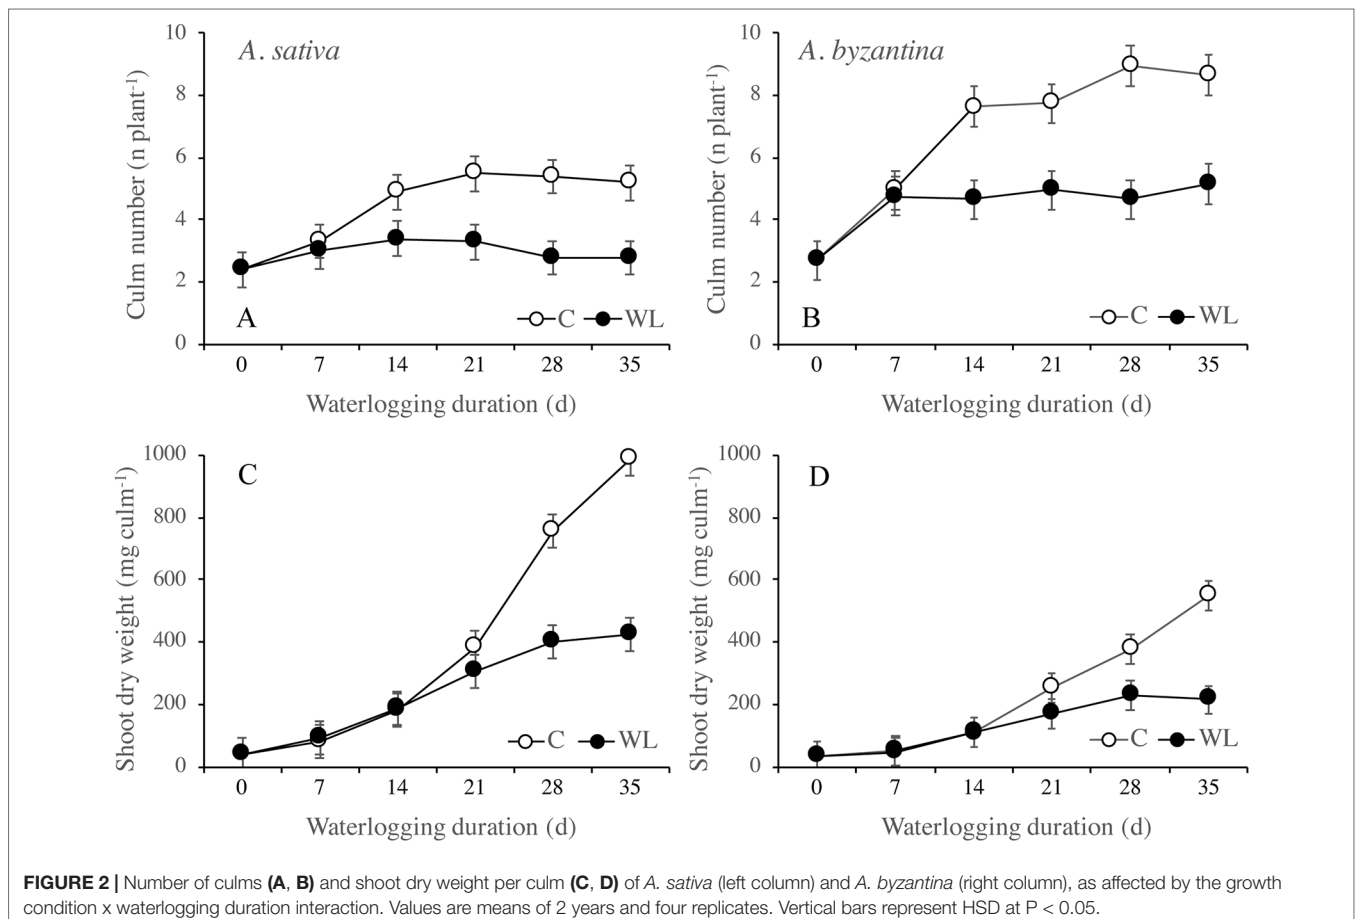 A. sativa
Culm number (n plant-1)
10
8
6
4
2
0
A
C
WL
0 7 14 21 28 35
Waterlogging duration (d)
A. byzantina
Culm number (n plant-1)
10
8
6
4
2
0
B
C
WL
0 7 14 21 28 35
Waterlogging duration (d)
C
Shoot dry weight (mg culm-1)
1000
800
600
400
200
0
C
WL
0 7 14 21 28 35
Waterlogging duration (d)
D
Shoot dry weight (mg culm-1)
1000
800
600
400
200
0
C
WL
0 7 14 21 28 35
Waterlogging duration (d)
FIGURE 2 | Number of culms (A, B) and shoot dry weight per culm (C, D) of A. sativa (left column) and A. byzantina (right column), as affected by the growth
condition x waterlogging duration interaction. Values are means of 2 years and four replicates. Vertical bars represent HSD at P < 0.05.